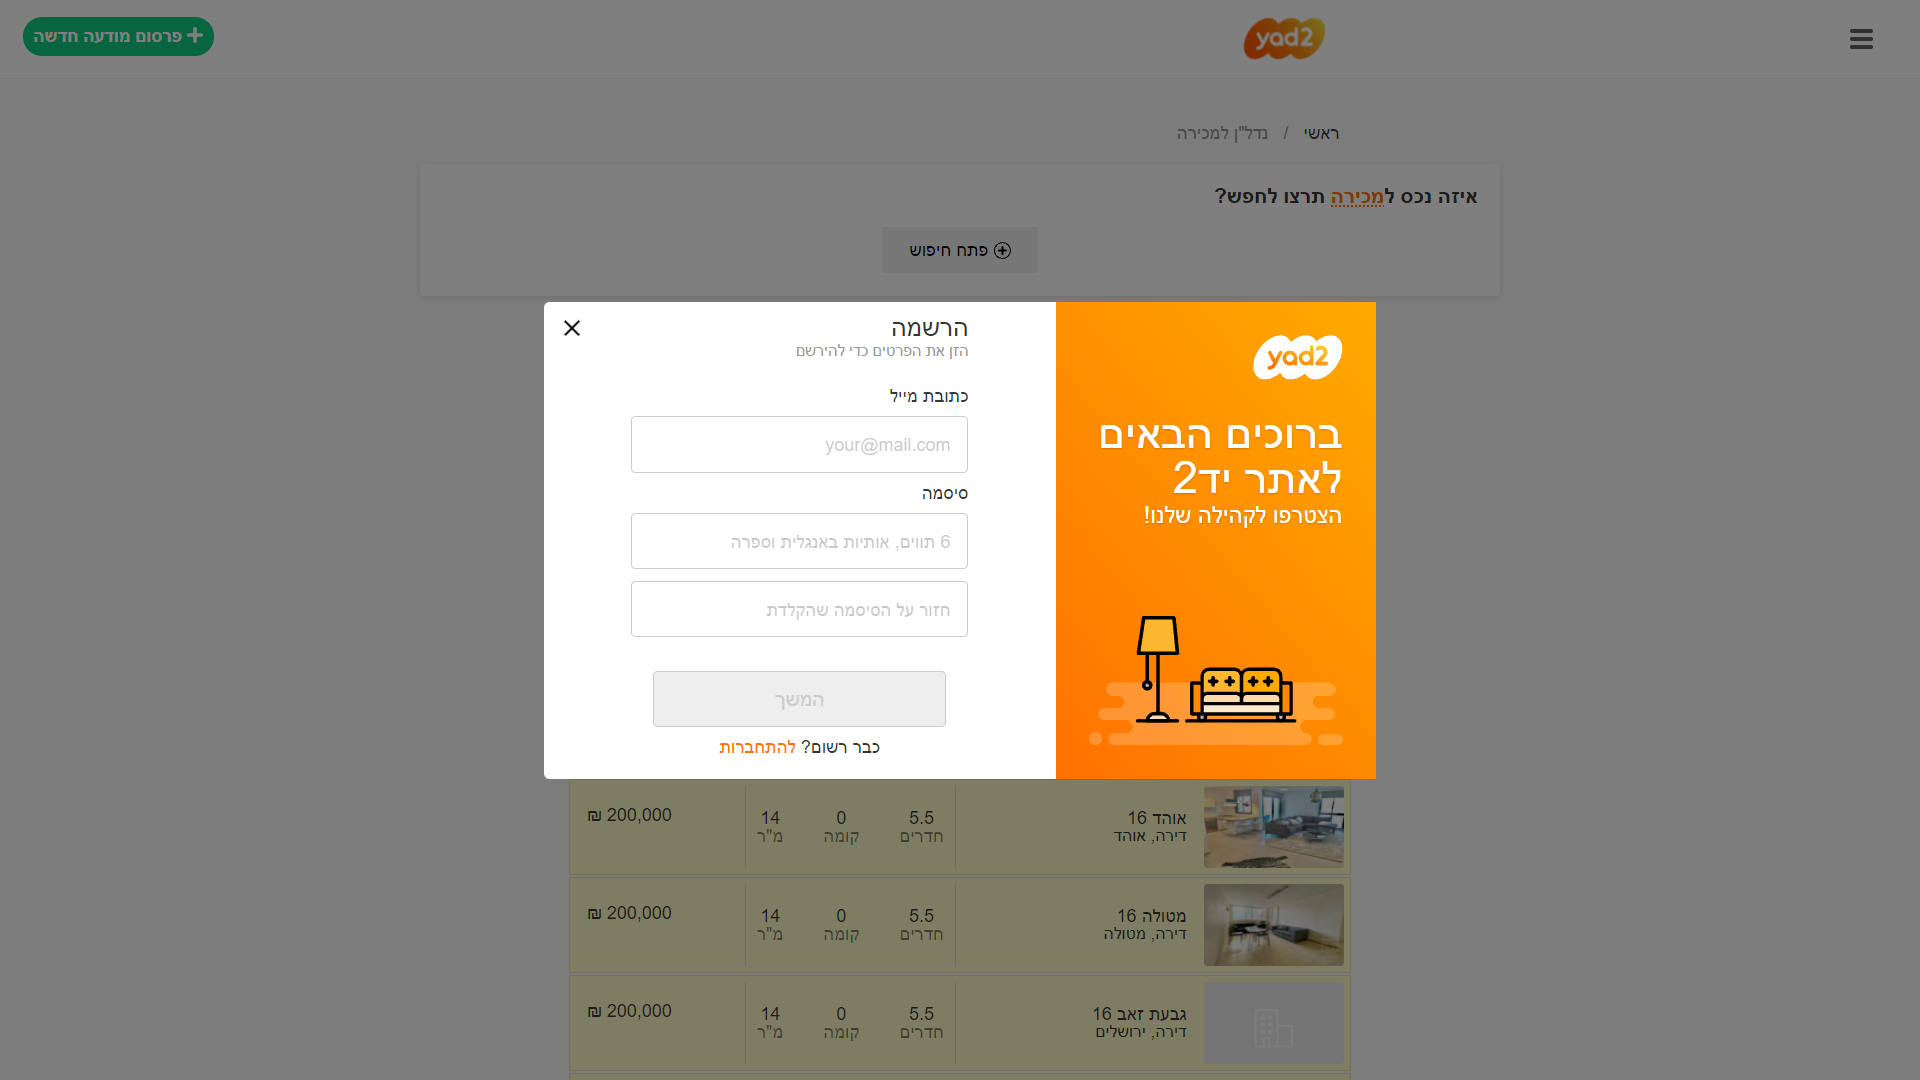 yad2
פרסום מודעה חדשה
ראשי / נדל"ן למכירה
איזה נכס למכירה תרצו לחפש?
פתח חיפוש
yad2
ברוכים הבאים
לאתר יד2
הצטרפו לקהילה שלנו!
הרשמה
הזן את הפרטים כדי להירשם
כתובת מייל
your@mail.com
סיסמה
6 תווים, אותיות באנגלית וספרה
חזור על הסיסמה שהקלדת
המשך
כבר רשום? להתחברות
אוהד 16
דירה, אוהד
5.5 0 14
חדרים קומה מ"ר
200,000 ₪
מטולה 16
דירה, מטולה
5.5 0 14
חדרים קומה מ"ר
200,000 ₪
גבעת זאב 16
דירה, ירושלים
5.5 0 14
חדרים קומה מ"ר
200,000 ₪